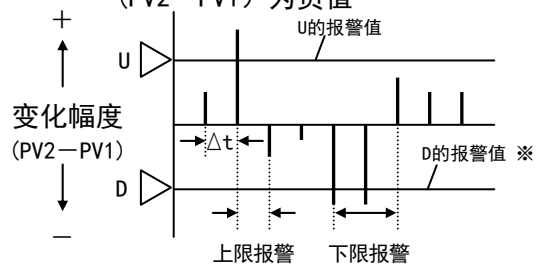 (PV2－PV1) 为负值
＋
U的报警值
U
变化幅度
(PV2－PV1)
Δt
D的报警值 ※
D
－
上限报警
下限报警